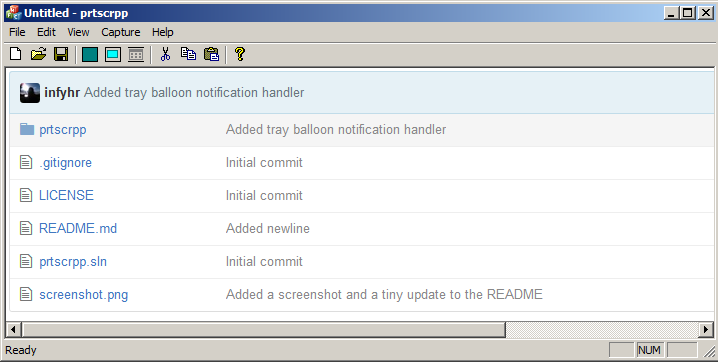 Untitled - prtscrpp
File Edit View Capture Help
infyhr Added tray balloon notification handler
prtscrpp Added tray balloon notification handler
.gitignore Initial commit
LICENSE Initial commit
README.md Added newline
prtscrpp.sln Initial commit
screenshot.png Added a screenshot and a tiny update to the README
Ready NUM